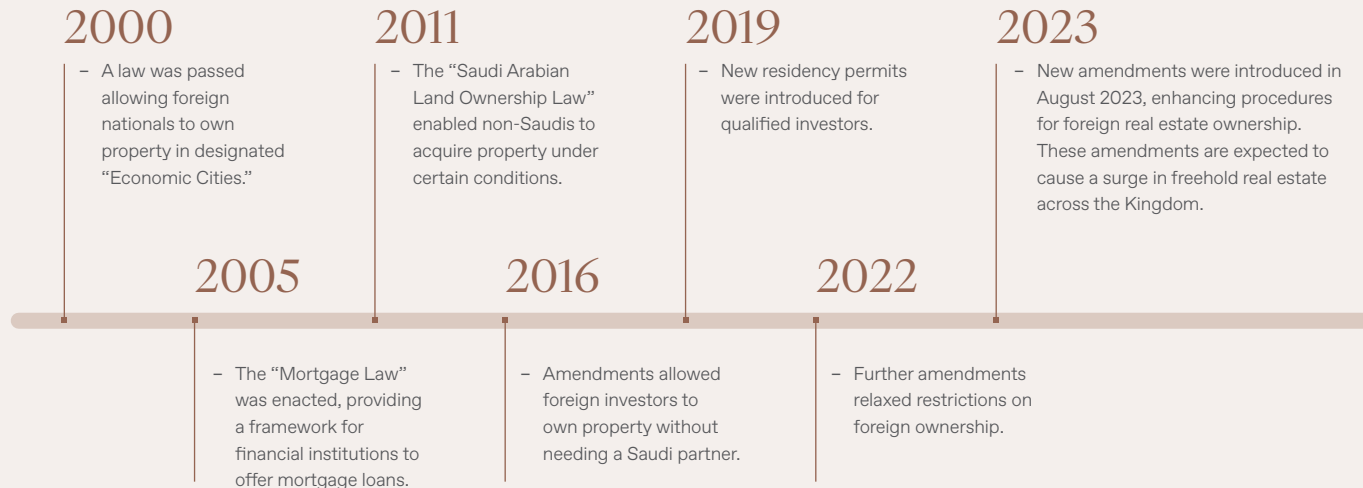 2000
– A law was passed
allowing foreign
nationals to own
property in designated
“Economic Cities.”
2005
– The “Mortgage Law”
was enacted, providing
a framework for
financial institutions to
offer mortgage loans.
2011
– The “Saudi Arabian
Land Ownership Law”
enabled non-Saudis to
acquire property under
certain conditions.
2016
– Amendments allowed
foreign investors to
own property without
needing a Saudi partner.
2019
– New residency permits
were introduced for
qualified investors.
2022
– Further amendments
relaxed restrictions on
foreign ownership.
2023
– New amendments were introduced in
August 2023, enhancing procedures
for foreign real estate ownership.
These amendments are expected to
cause a surge in freehold real estate
across the Kingdom.